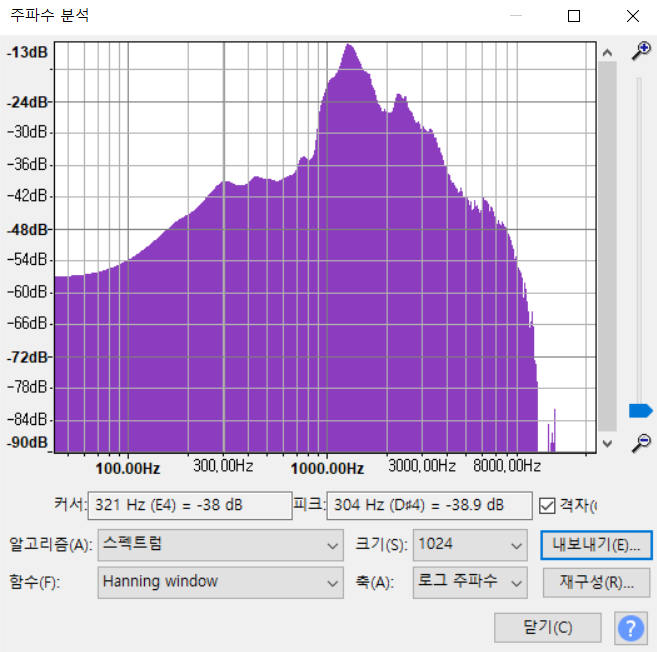 주파수 분석
-13dB
-24dB
-30dB
-36dB
-42dB
-48dB
-54dB
-60dB
-66dB
-72dB
-78dB
-84dB
-90dB
100.00Hz 300.00Hz 1000.00Hz 3000.00Hz 8000.00Hz
커서: 321 Hz (E4) = -38 dB 피크: 304 Hz (D♯4) = -38.9 dB 격자(
알고리즘(A): 스펙트럼 크기(S): 1024 내보내기(E)...
함수(F): Hanning window 축(A): 로그 주파수 재구성(R)...
닫기(C) ?